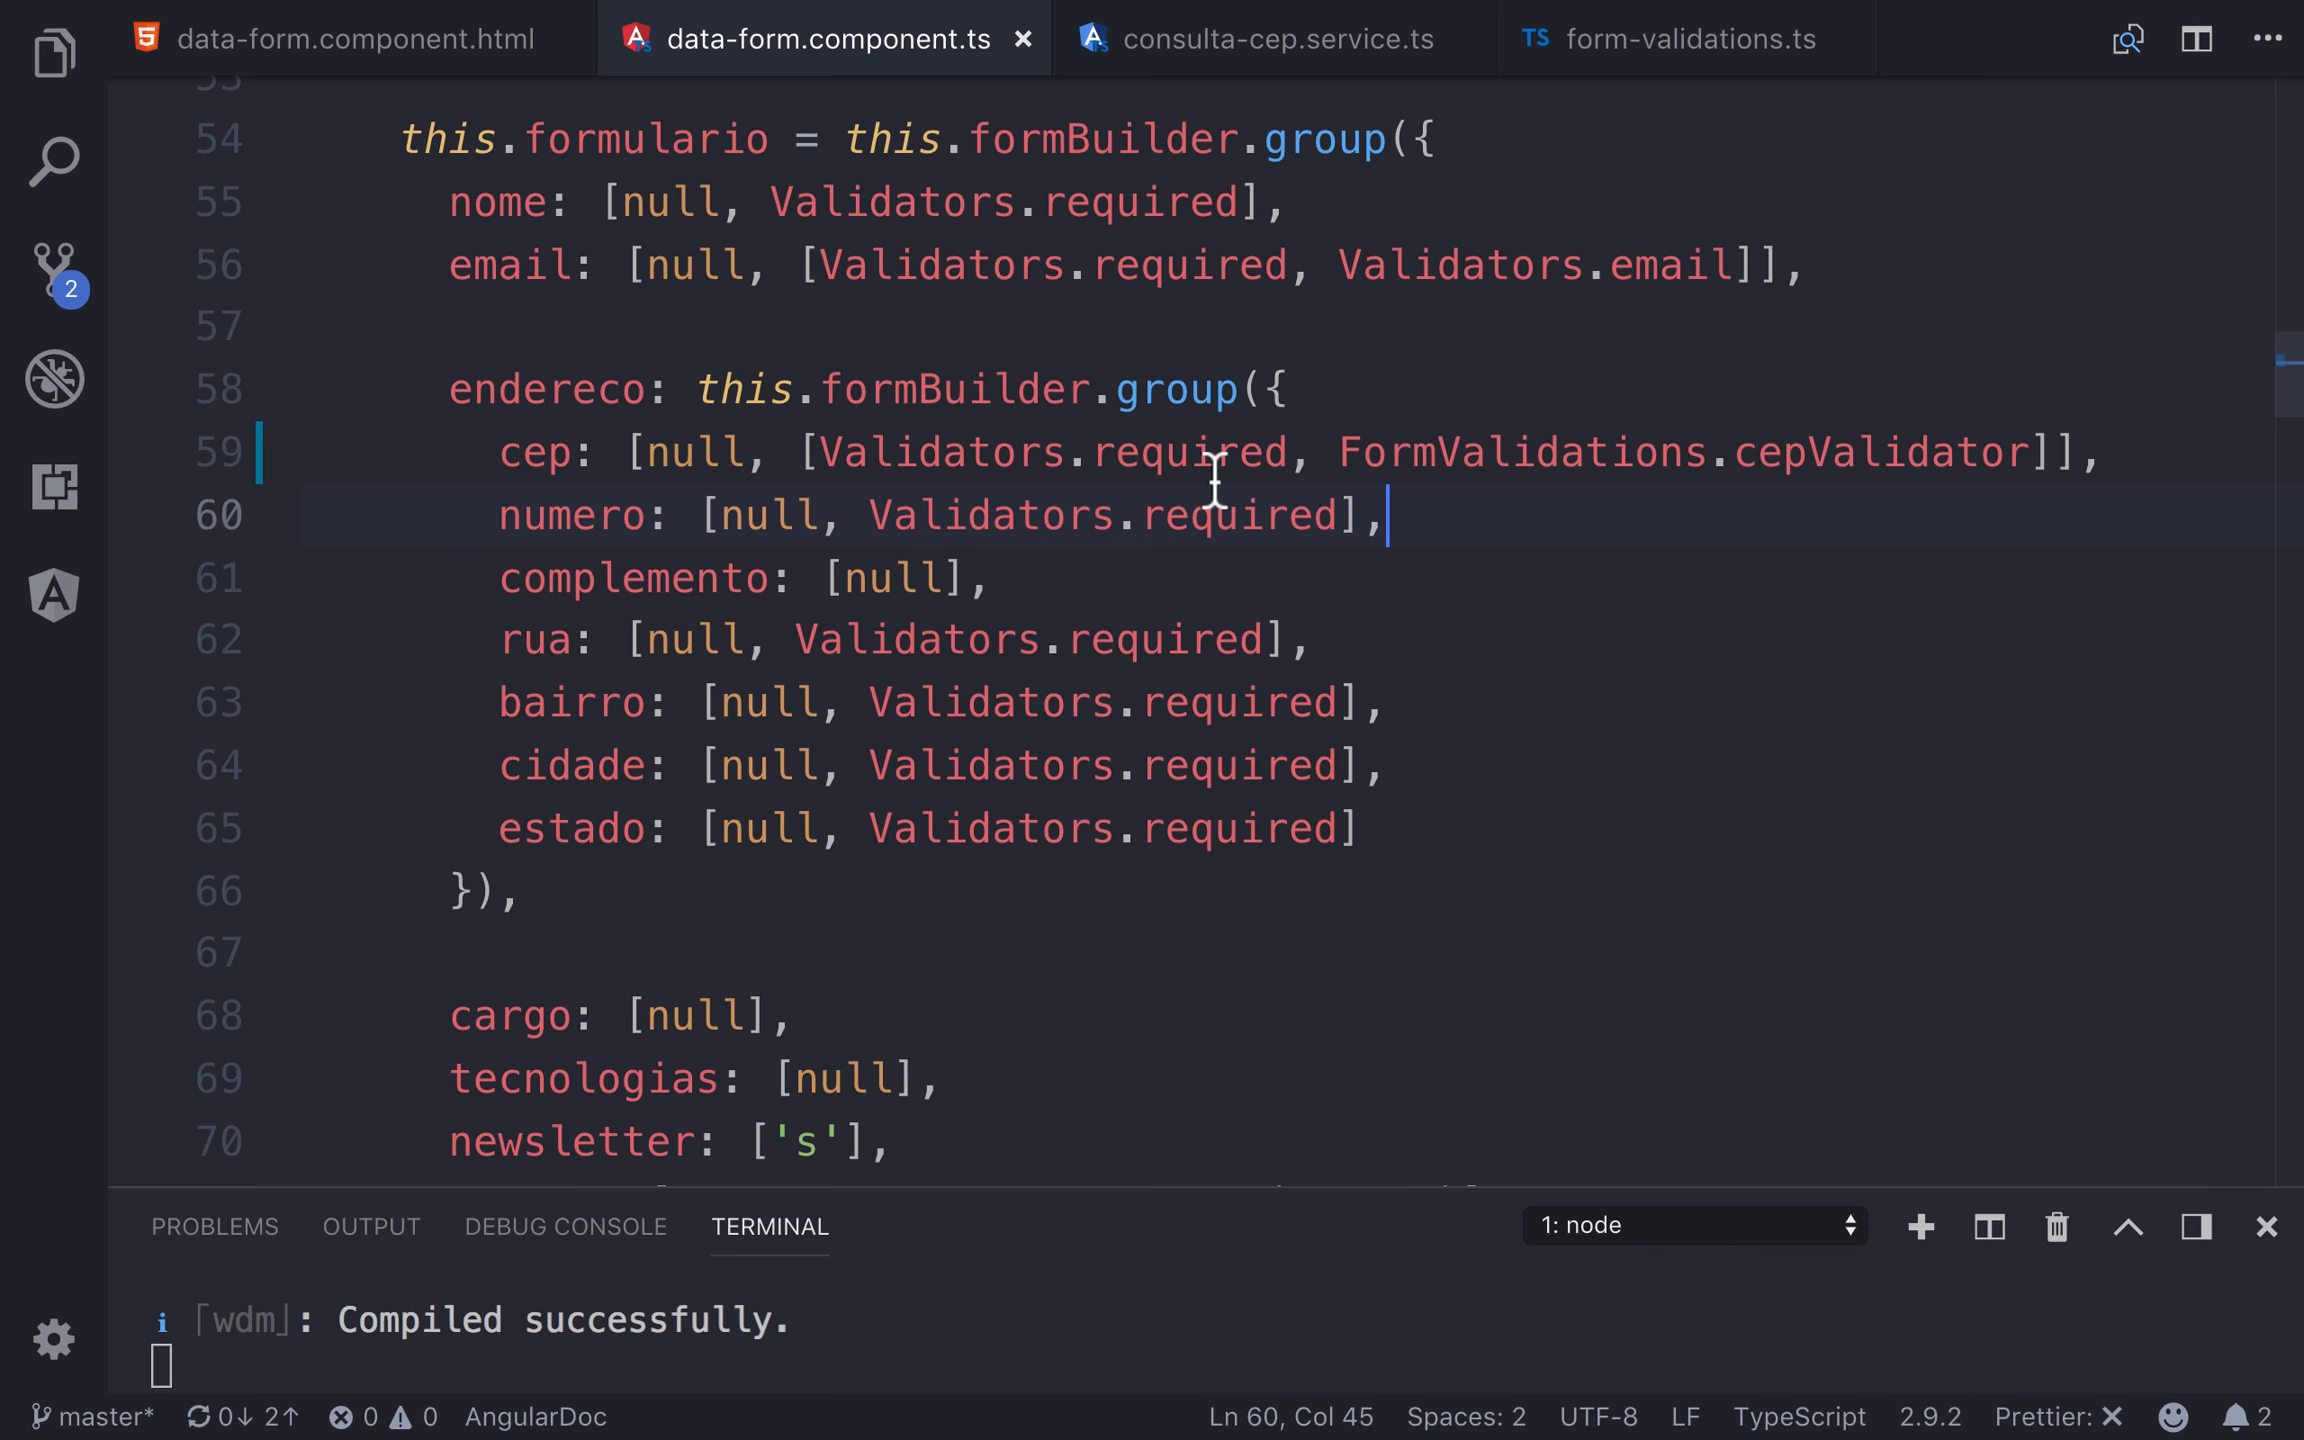 data-form.component.html
data-form.component.ts
consulta-cep.service.ts
TS form-validations.ts
54 this.formulario = this.formBuilder.group({
55 nome: [null, Validators.required],
56 email: [null, [Validators.required, Validators.email]],
57
58 endereco: this.formBuilder.group({
59 cep: [null, [Validators.required, FormValidations.cepValidator]],
60 numero: [null, Validators.required],
61 complemento: [null],
62 rua: [null, Validators.required],
63 bairro: [null, Validators.required],
64 cidade: [null, Validators.required],
65 estado: [null, Validators.required]
66 }),
67
68 cargo: [null],
69 tecnologias: [null],
70 newsletter: ['s'],
2
PROBLEMS OUTPUT DEBUG CONSOLE TERMINAL 1: node
i ⌈wdm⌋: Compiled successfully.
master* 0↓ 2↑ 0 0 AngularDoc Ln 60, Col 45 Spaces: 2 UTF-8 LF TypeScript 2.9.2 Prettier: ✕ 2